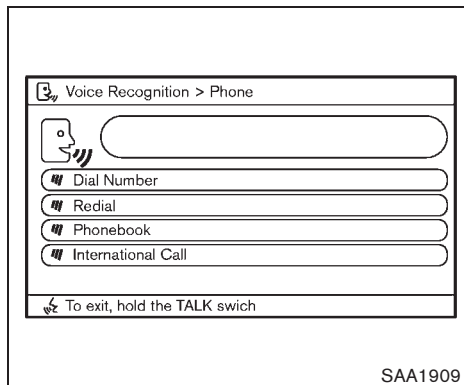 Voice Recognition > Phone
Dial Number
Redial
Phonebook
International Call
To exit, hold the TALK swich
SAA1909